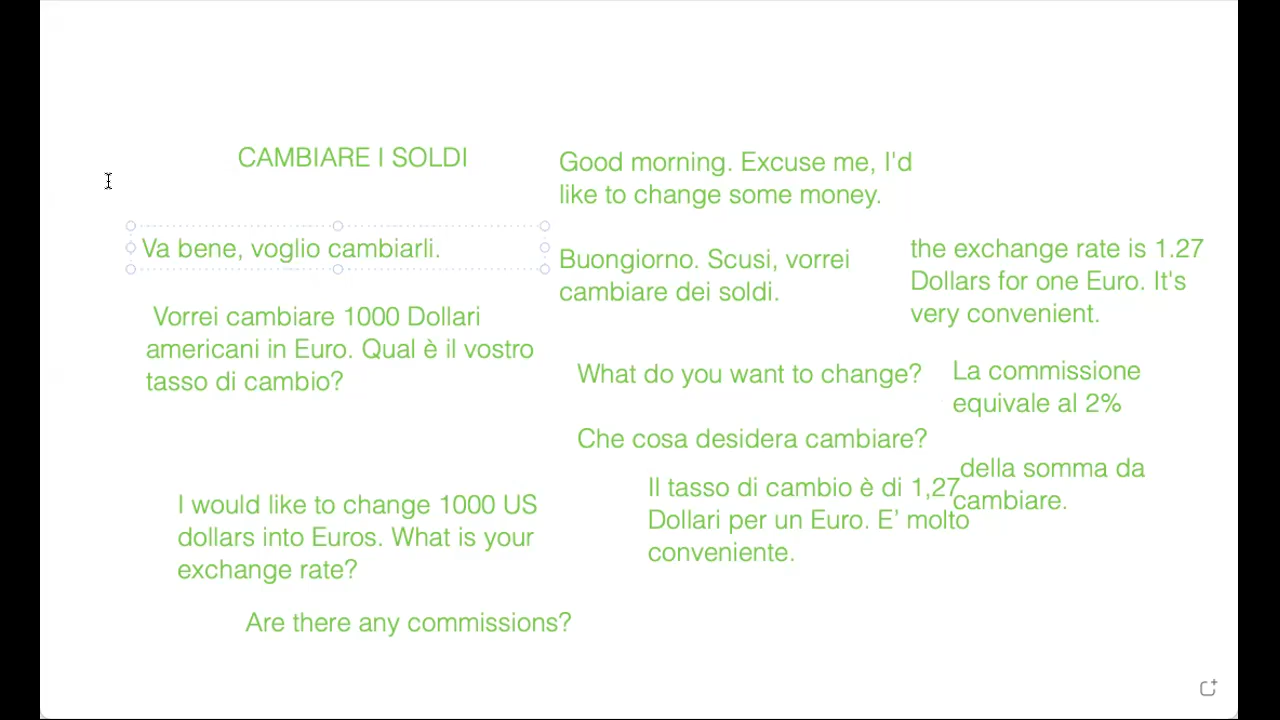 CAMBIARE I SOLDI
Va bene, voglio cambiarli.
Vorrei cambiare 1000 Dollari
americani in Euro. Qual è il vostro
tasso di cambio?
I would like to change 1000 US
dollars into Euros. What is your
exchange rate?
Are there any commissions?
Good morning. Excuse me, I'd
like to change some money.
Buongiorno. Scusi, vorrei
cambiare dei soldi.
What do you want to change?
Che cosa desidera cambiare?
Il tasso di cambio è di 1,27
Dollari per un Euro. E’ molto
conveniente.
the exchange rate is 1.27
Dollars for one Euro. It's
very convenient.
La commissione
equivale al 2%
della somma da
cambiare.